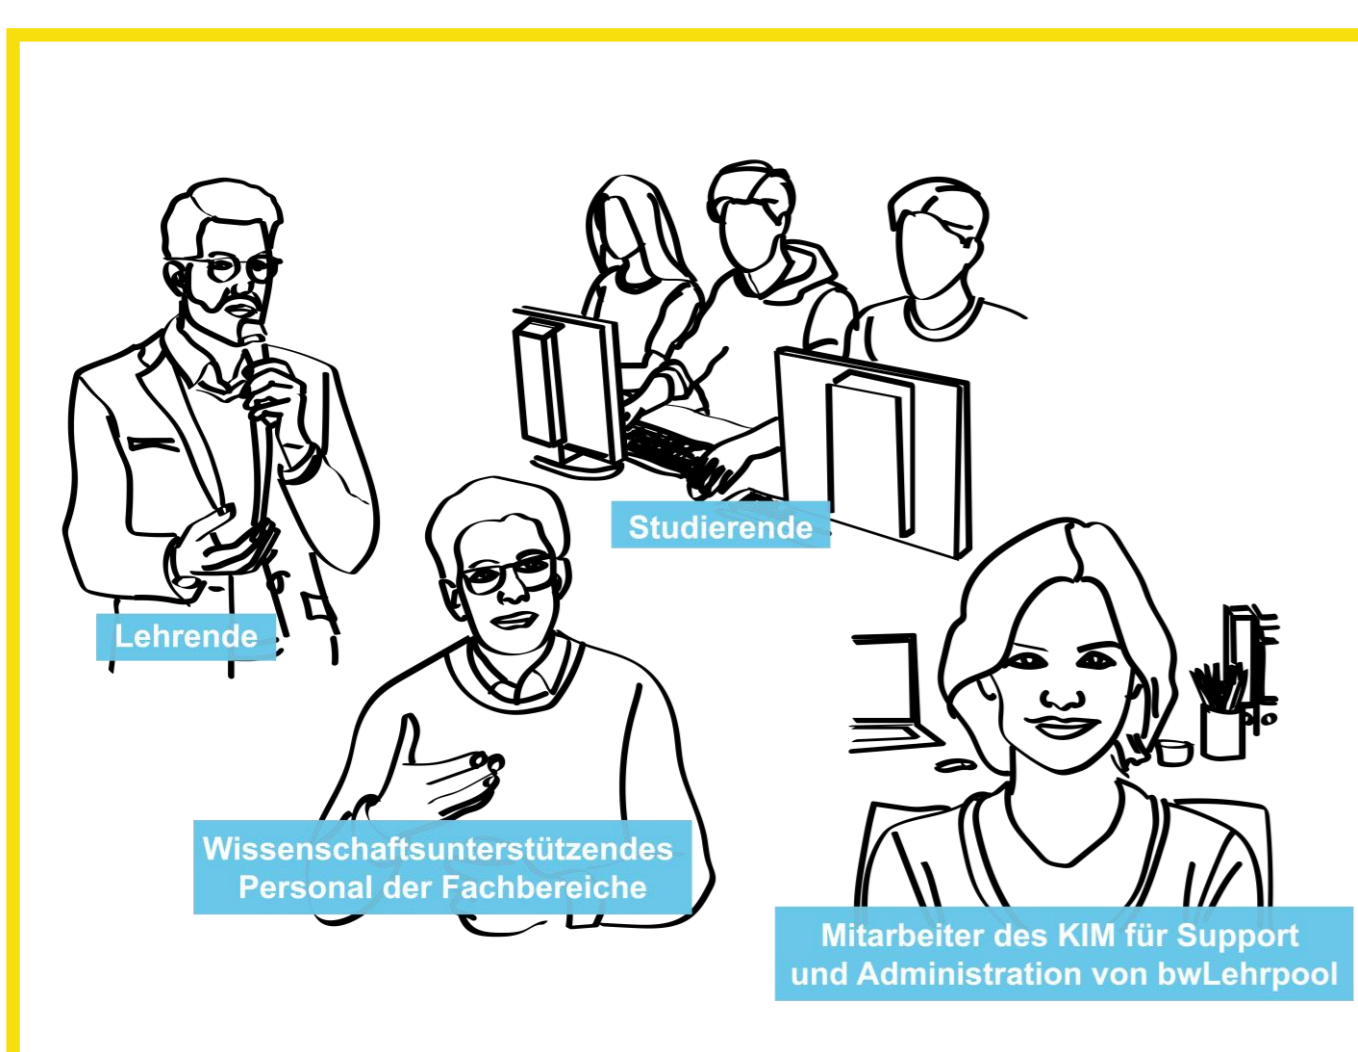 Studierende
Lehrende
Wissenschaftsunterstützendes
Personal der Fachbereiche
Mitarbeiter des KIM für Support
und Administration von bwLehrpool